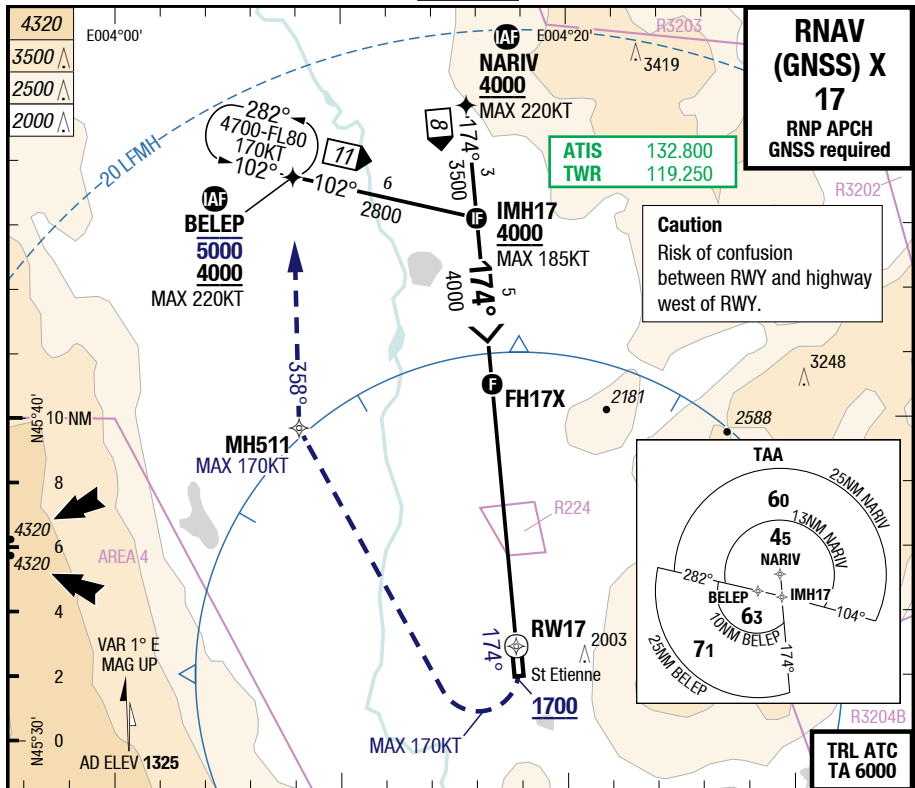 4320
3500
2500
2000
E004°00'
IAF
NARIV
4000
MAX 220KT
E004°20'
R3203
3419
RNAV
(GNSS) X
17
RNP APCH
GNSS required
20 LFMH
282°
4700-FL80
170KT
102°
11
8
174°
3
3500
ATIS 132.800
TWR 119.250
R3202
IAF
BELEP
5000
4000
MAX 220KT
102°
6
2800
IF
IMH17
4000
MAX 185KT
174°
5
4000
Caution
Risk of confusion
between RWY and highway
west of RWY.
358°
F
FH17X
3248
2181
2588
N45°40'
10 NM
8
6
4
2
0
N45°30'
MH511
MAX 170KT
4320
4320
AREA 4
R224
TAA
25NM NARIV
60
13NM NARIV
45
NARIV
282°
BELEP
IMH17
104°
63
10NM BELEP
174°
71
25NM BELEP
174°
RW17
2003
St Etienne
1700
MAX 170KT
VAR 1° E
MAG UP
AD ELEV 1325
R3204B
TRL ATC
TA 6000